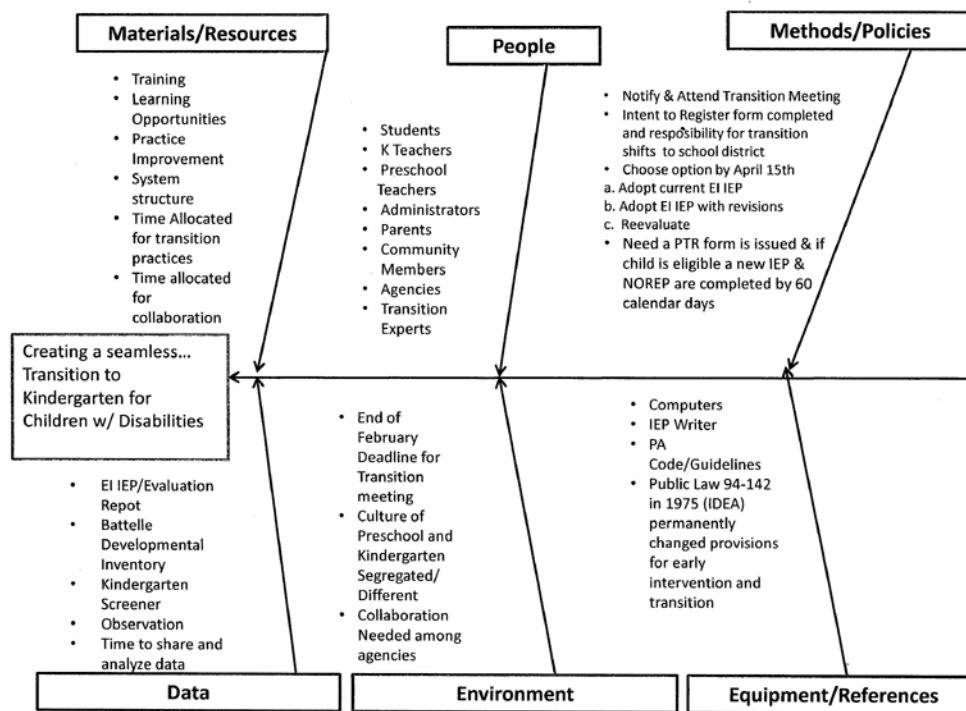 Materials/Resources
• Training
• Learning
Opportunities
• Practice
Improvement
• System
structure
• Time Allocated
for transition
practices
• Time allocated
for
collaboration
People
• Students
• K Teachers
• Preschool
Teachers
• Administrators
• Parents
• Community
Members
• Agencies
• Transition
Experts
Methods/Policies
• Notify & Attend Transition Meeting
• Intent to Register form completed
and resposibility for transition
shifts to school district
• Choose option by April 15th
a. Adopt current EI IEP
b. Adopt EI IEP with revisions
c. Reevaluate
• Need a PTR form is issued & if
child is eligible a new IEP &
NOREP are completed by 60
calendar days
Creating a seamless...
Transition to
Kindergarten for
Children w/ Disabilities
• EI IEP/Evaluation
Repot
• Battelle
Developmental
Inventory
• Kindergarten
Screener
• Observation
• Time to share and
analyze data
Data
• End of
February
Deadline for
Transition
meeting
• Culture of
Preschool and
Kindergarten
Segregated/
Different
• Collaboration
Needed among
agencies
Environment
• Computers
• IEP Writer
• PA
Code/Guidelines
• Public Law 94-142
in 1975 (IDEA)
permanently
changed provisions
for early
intervention and
transition
Equipment/References